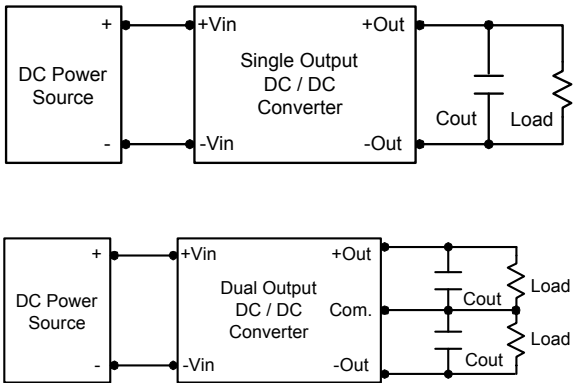 +
+Vin
+Out
DC Power
Source
Single Output
DC / DC
Converter
Cout
Load
-
-Vin
-Out
+
+Vin
+Out
DC Power
Source
Dual Output
DC / DC
Converter
Com.
Cout
Load
Cout
Load
-
-Vin
-Out